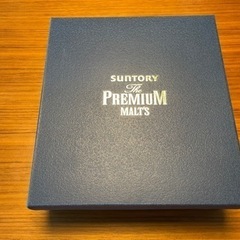 SUNTORY
The
PREMIUM
MALT'S